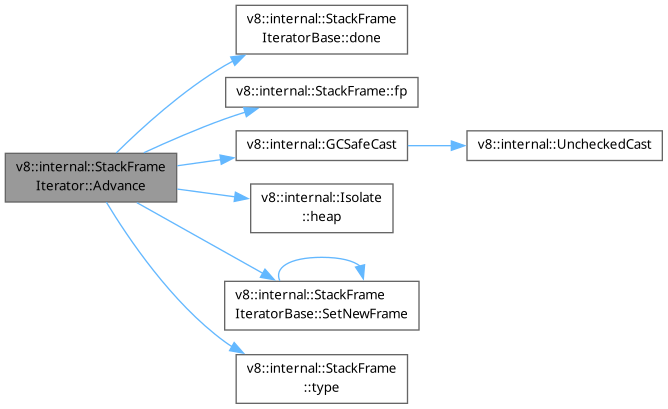 v8::internal::StackFrame
IteratorBase::done
v8::internal::StackFrame::fp
v8::internal::GCSafeCast
v8::internal::UncheckedCast
v8::internal::StackFrame
Iterator::Advance
v8::internal::Isolate
::heap
v8::internal::StackFrame
IteratorBase::SetNewFrame
v8::internal::StackFrame
::type